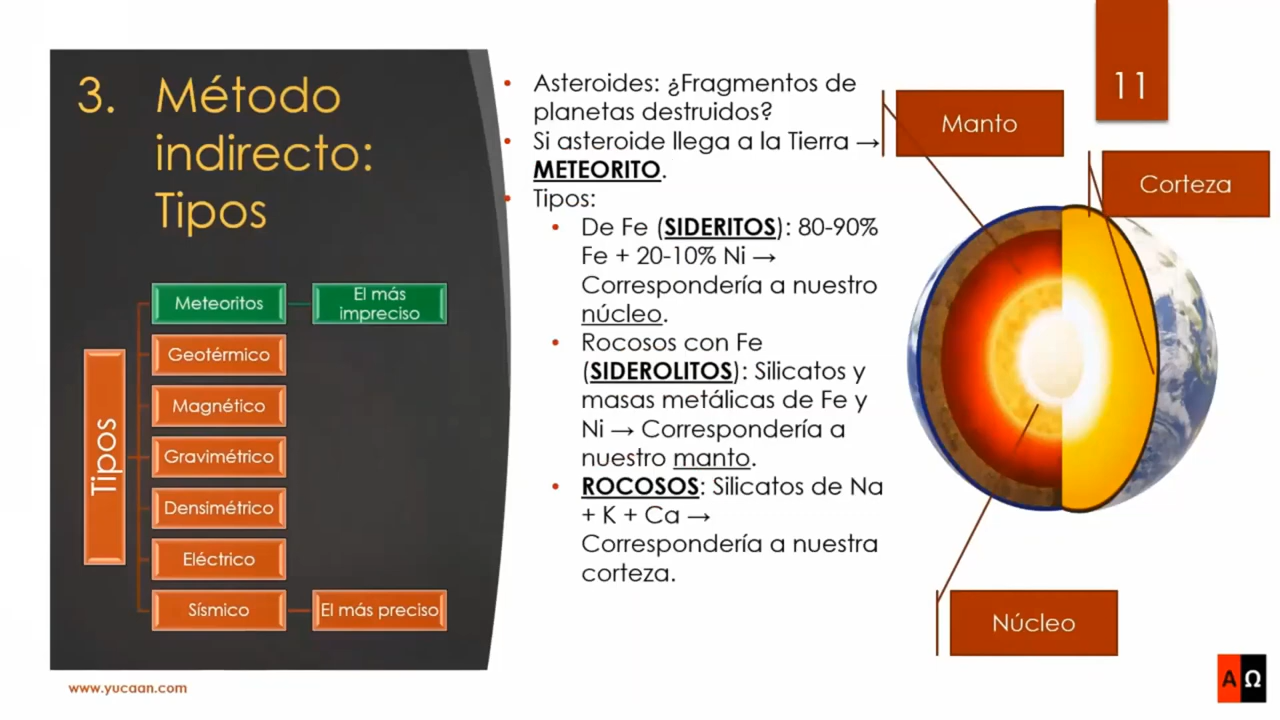 3. Método
indirecto:
Tipos
Tipos
Meteoritos
El más
impreciso
Geotérmico
Magnético
Gravimétrico
Densimétrico
Eléctrico
Sísmico
El más preciso
• Asteroides: ¿Fragmentos de
planetas destruidos?
• Si asteroide llega a la Tierra →
METEORITO.
• Tipos:
• De Fe (SIDERITOS): 80-90%
Fe + 20-10% Ni →
Correspondería a nuestro
núcleo.
• Rocosos con Fe
(SIDEROLITOS): Silicatos y
masas metálicas de Fe y
Ni → Correspondería a
nuestro manto.
• ROCOSOS: Silicatos de Na
+ K + Ca →
Correspondería a nuestra
corteza.
11
Manto
Corteza
Núcleo
www.yucaan.com
AΩ